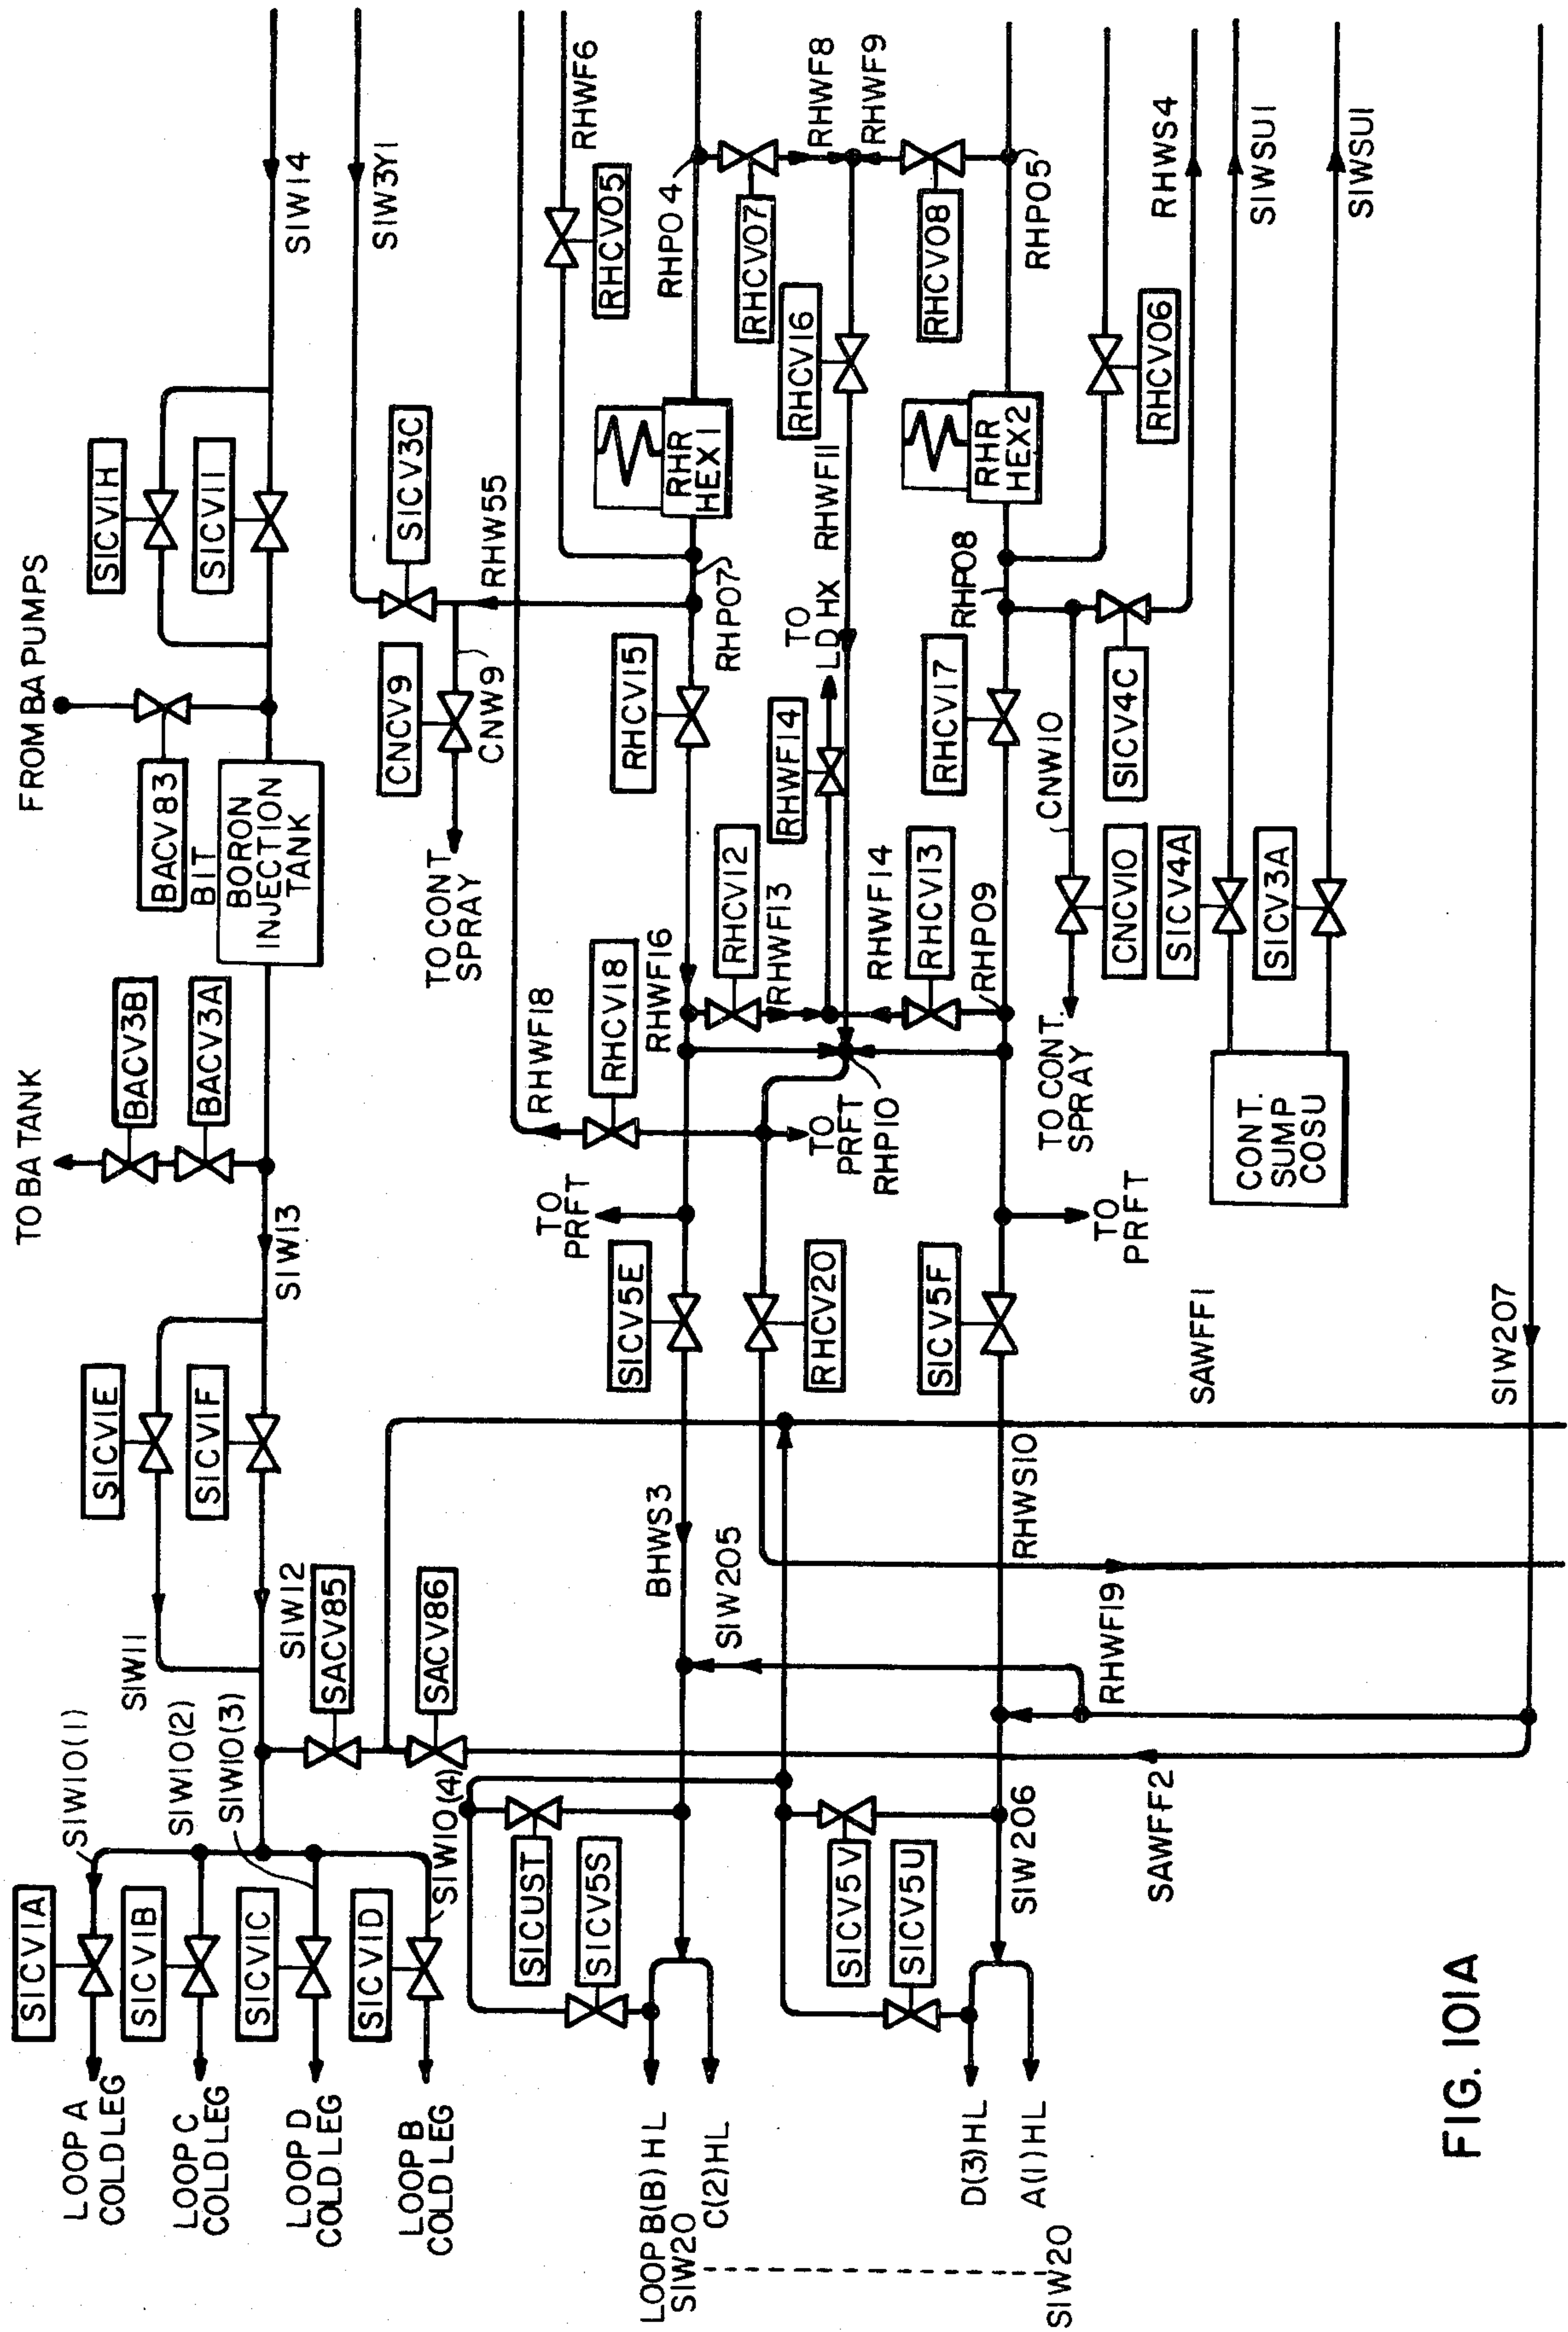 FROM BA PUMPS
TO BA TANK
SIW14
SIW3Y1
RHWF6
SICV1H
SICV1I
BACV83
BIT
BORON
INJECTION
TANK
BACV3B
BACV3A
SIW13
SICV1E
SICV1F
SIW11
SIW12
SIW10(1)
SIW10(2)
SIW10(3)
SIW10(4)
SICV1A
SICV1B
SICV1C
SICV1D
LOOP A
COLD LEG
LOOP C
COLD LEG
LOOP D
COLD LEG
LOOP B
COLD LEG
SACV85
SACV86
SICV3C
RHW55
CNCV9
CNW9
TO CONT
SPRAY
RHCV05
RHP04
RHWF8
RHWF9
RHCV07
RHCV16
RHCV08
RHP05
RHR
HEX1
RHP07
RHCV15
RHWF11
TO
LD HX
RHWF14
RHCV12
RHWF13
RHWF16
RHCV18
RHWF18
RHWF14
RHCV13
RHP09
TO
PRFT
RHP10
TO
PRFT
SICV5E
RHCV20
SICV5F
TO
PRFT
BHWS3
SIW205
RHWS10
RHWF19
RHR
HEX2
RHP08
RHCV17
RHCV06
RHWS4
SICV4C
CNW10
CNCV10
TO CONT.
SPRAY
SIWSU1
SIWSU1
SICV4A
SICV3A
CONT.
SUMP
COSU
SAWFF1
SIW207
SAWFF2
SICUST
SICV5S
SICV5V
SICV5U
SIW206
LOOP B(B)HL
SIW20
C(2)HL
D(3)HL
A(1)HL
SIW20
FIG. 101A